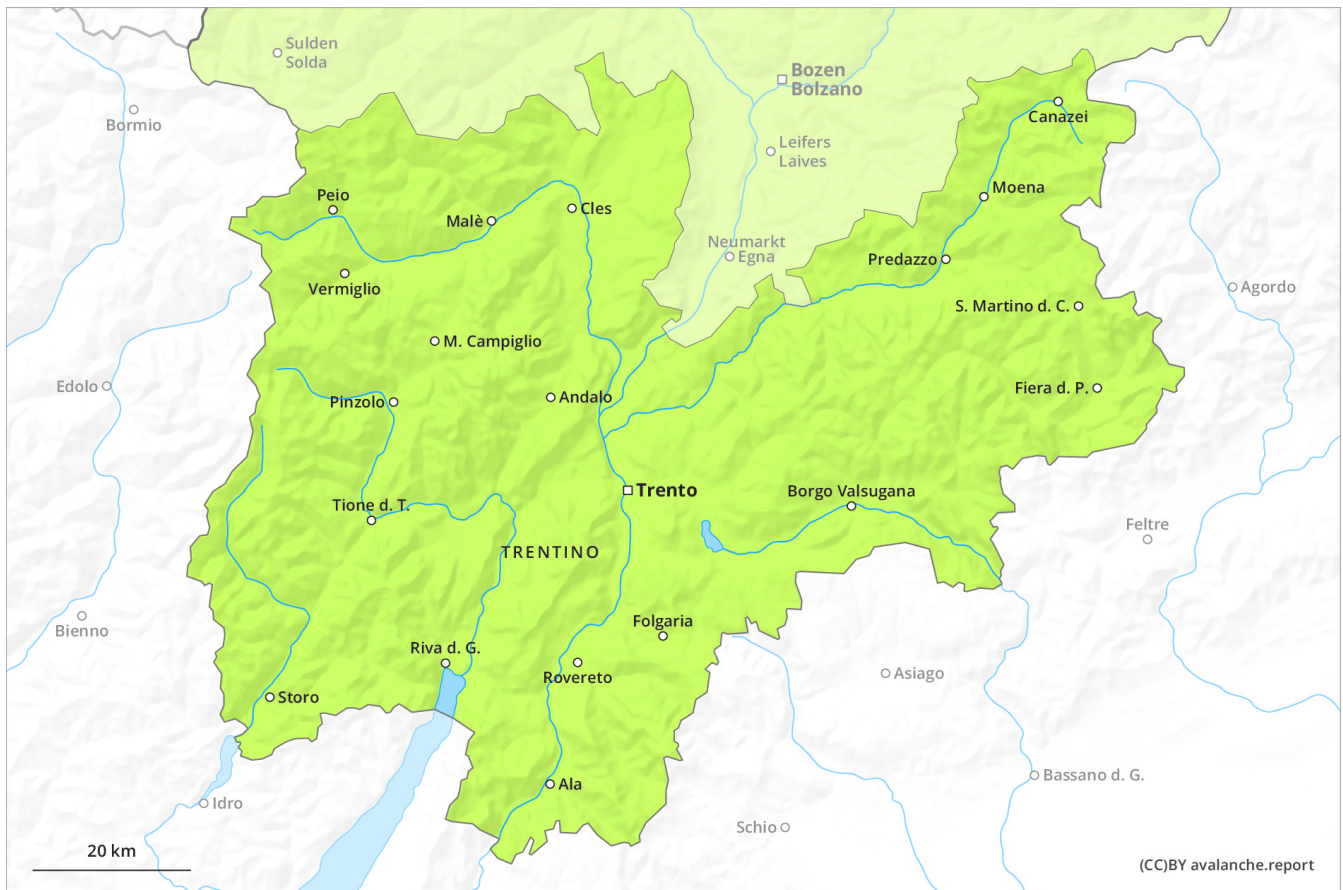 Sulden
Solda
Bozen
Bolzano
Bormio
Canazei
Leifers
Laives
Moena
Peio
Malè
Cles
Neumarkt
Egna
Predazzo
Vermiglio
Agordo
S. Martino d. C.
M. Campiglio
Edolo
Fiera d. P.
Pinzolo
Andalo
Trento
Borgo Valsugana
Tione d. T.
Feltre
TRENTINO
Bienno
Folgaria
Riva d. G.
Asiago
Rovereto
Storo
Bassano d. G.
Ala
Idro
Schio
20 km
(CC)BY avalanche.report